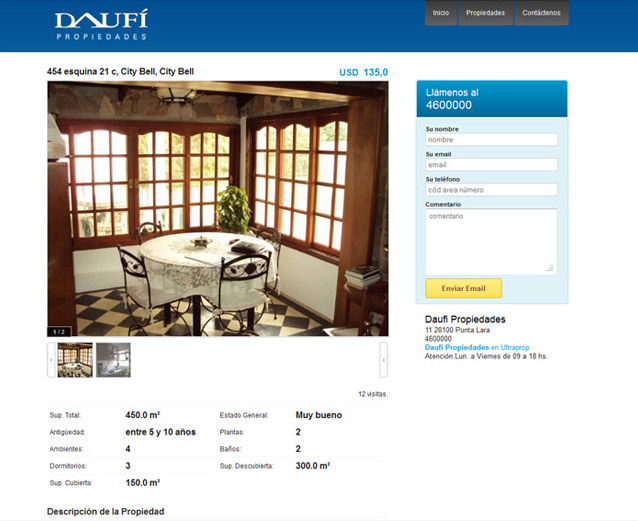 DAUFÍ
PROPIEDADES
Inicio
Propiedades
Contáctenos
454 esquina 21 c, City Bell, City Bell
USD 135,0
1 / 2
12 visitas.
Sup. Total: 450.0 m² Estado General: Muy bueno
Antigüedad: entre 5 y 10 años Plantas: 2
Ambientes: 4 Baños: 2
Dormitorios: 3 Sup. Descubierta: 300.0 m²
Sup. Cubierta: 150.0 m²
Descripción de la Propiedad
Llámenos al
4600000
Su nombre
nombre
Su email
email
Su teléfono
cód.area número
Comentario
comentario
Enviar Email
Daufi Propiedades
11 28100 Punta Lara
4600000
Daufi Propiedades en Ultraprop
Atención Lun. a Viernes de 09 a 18 hs.